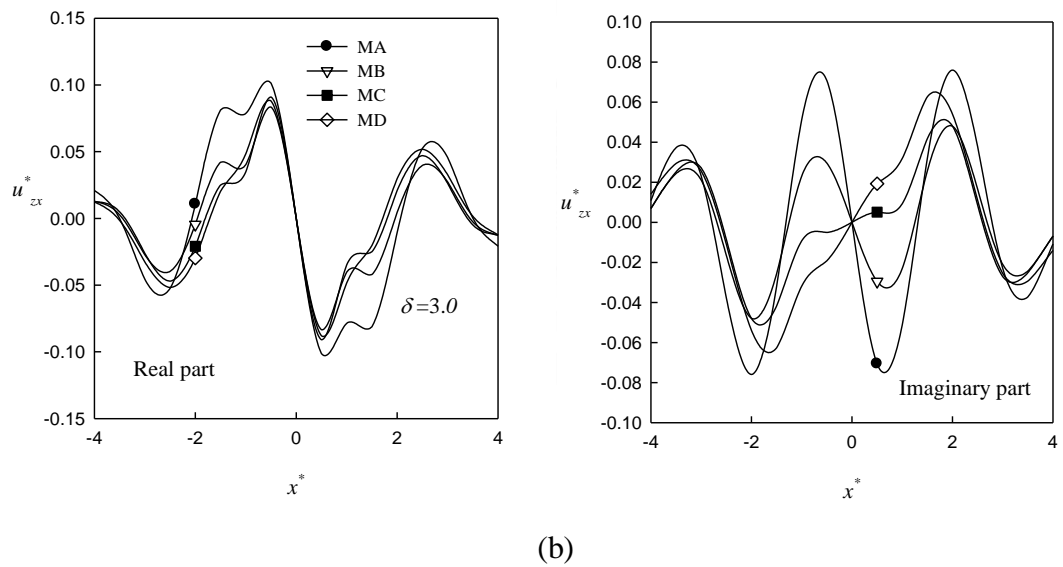 0.15
0.10
0.05
0.00
-0.05
-0.10
-0.15
u*zx
MA
MB
MC
MD
δ=3.0
Real part
-4 -2 0 2 4
x*
0.10
0.08
0.06
0.04
0.02
0.00
-0.02
-0.04
-0.06
-0.08
-0.10
u*zx
Imaginary part
-4 -2 0 2 4
x*
(b)